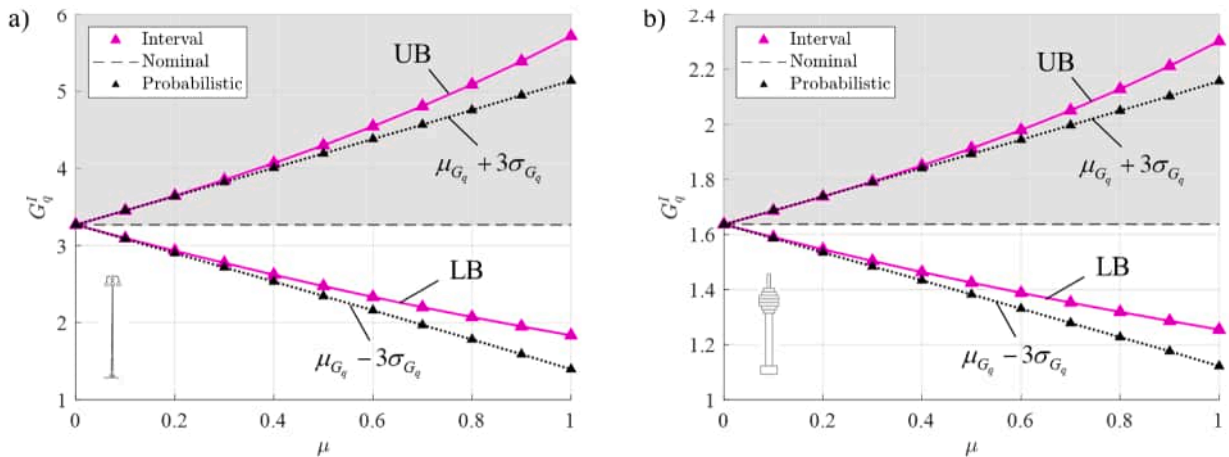 a)
6
5
4
3
2
1
G_q^I
Interval
Nominal
Probabilistic
UB
μ_{G_q} + 3σ_{G_q}
LB
μ_{G_q} − 3σ_{G_q}
0 0.2 0.4 0.6 0.8 1
μ
b)
2.4
2.2
2
1.8
1.6
1.4
1.2
1
G_q^I
Interval
Nominal
Probabilistic
UB
μ_{G_q} + 3σ_{G_q}
LB
μ_{G_q} − 3σ_{G_q}
0 0.2 0.4 0.6 0.8 1
μ